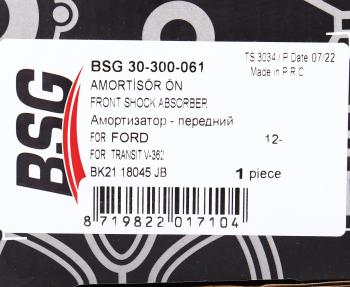 TS 3034 / P Date 07/22
Made in P.R.C
BSG
BSG 30-300-061
AMORTİSÖR ÖN
FRONT SHOCK ABSORBER
Амортизатор - передний
FOR FORD 12-
FOR TRANSIT V-362
BK21 18045 JB 1 piece
8 719822 017104